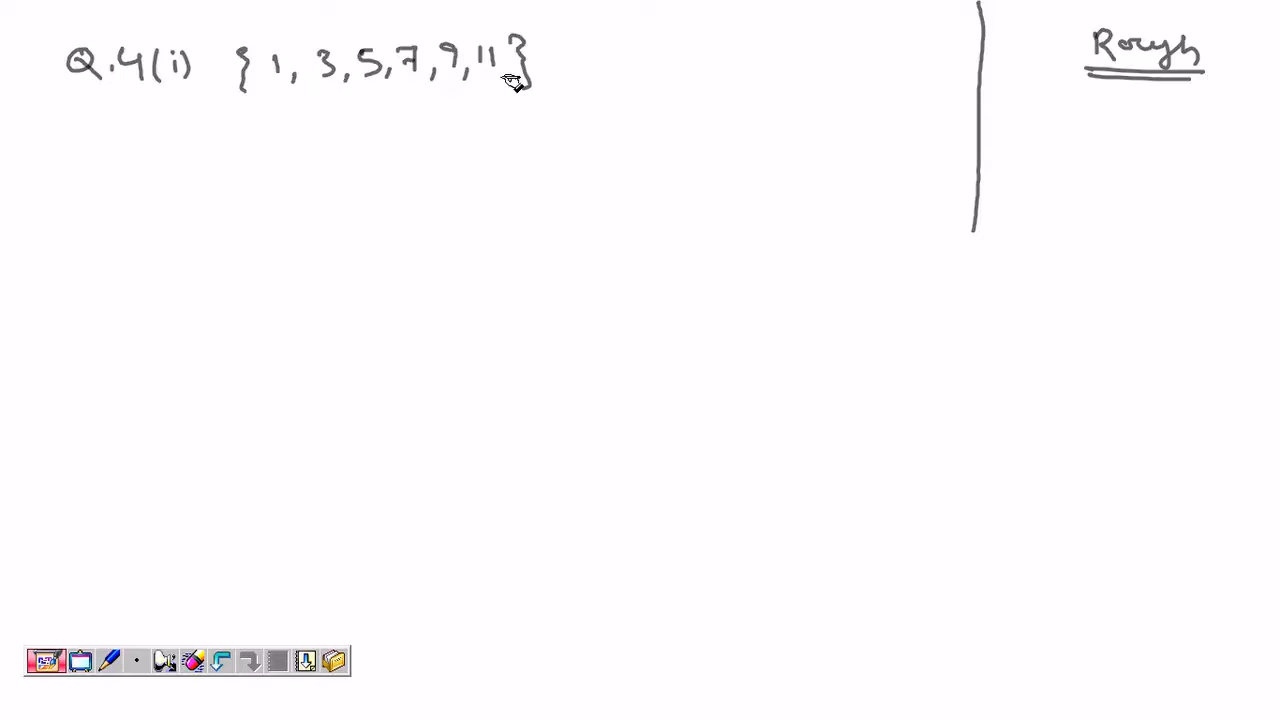 Q.4(i) { 1, 3, 5, 7, 9, 11 }
Rough